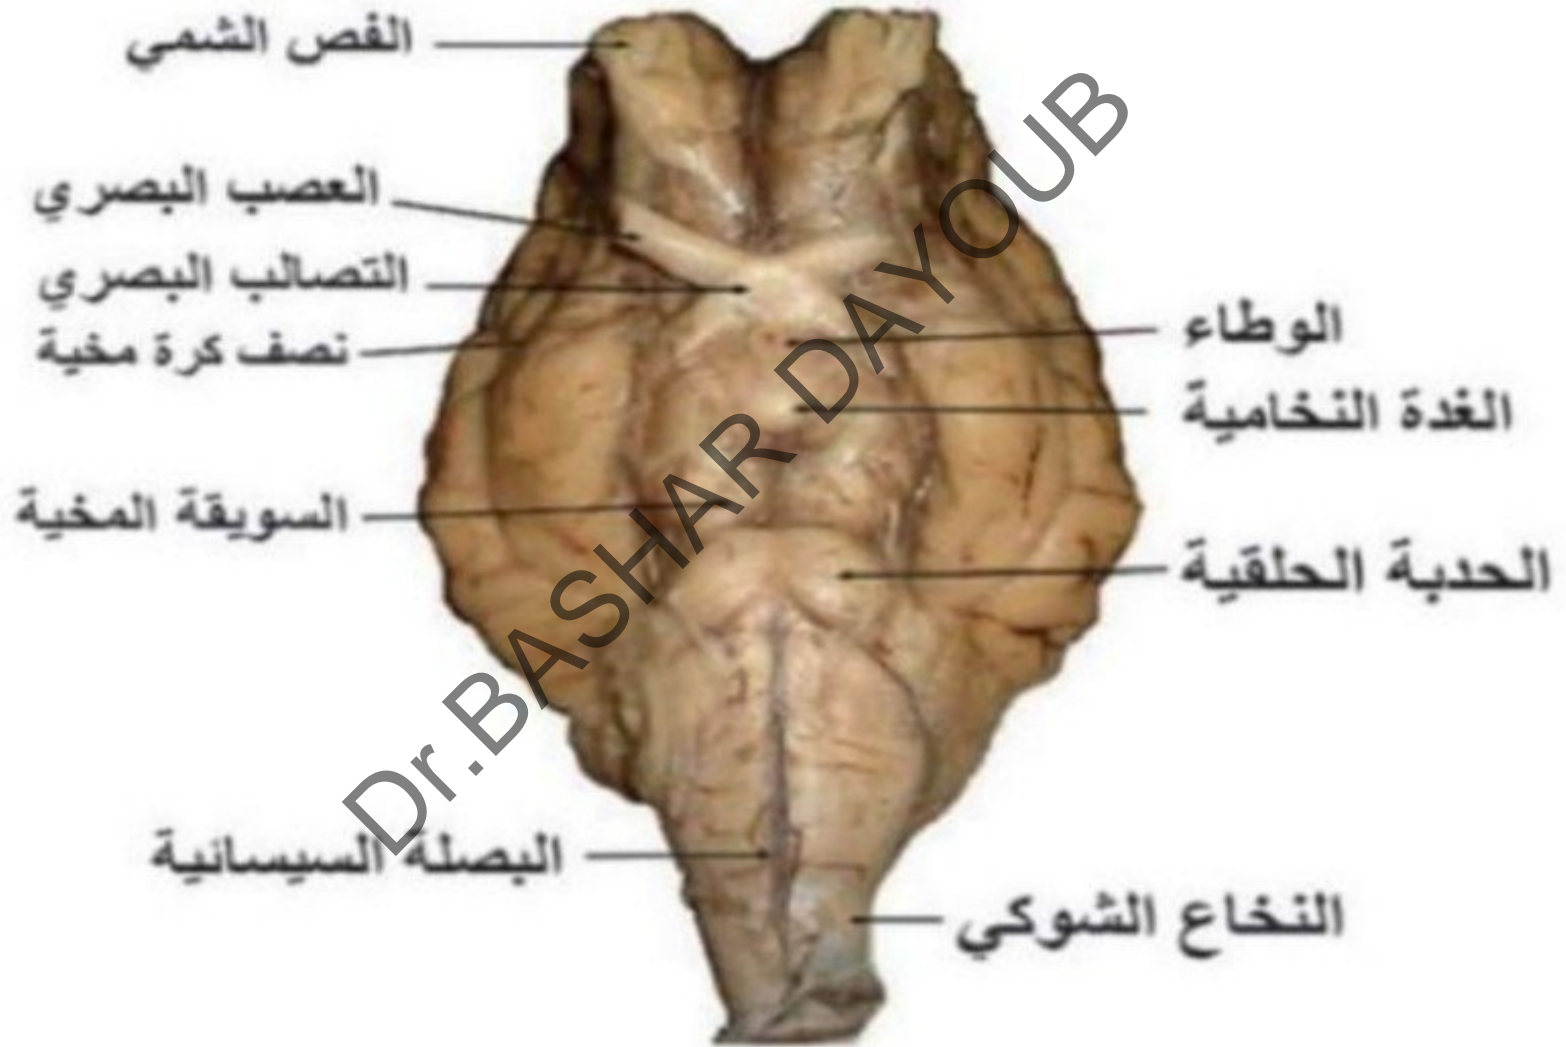 الفص الشمي
العصب البصري
التصالب البصري
نصف كرة مخية
السويقة المخية
البصلة السيسائية
الوطاء
الغدة النخامية
الحدبة الحلقية
النخاع الشوكي
Dr.BASHAR DAYOUB